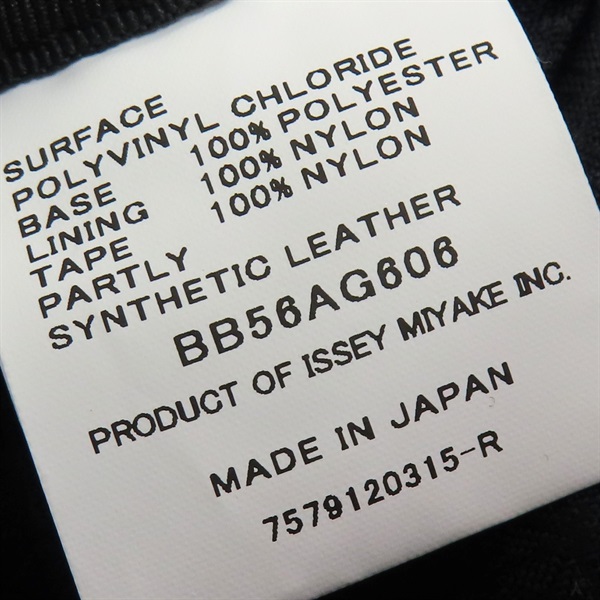 SURFACE
POLYVINYL CHLORIDE
BASE 100% POLYESTER
LINING 100% NYLON
TAPE 100% NYLON
PARTLY
SYNTHETIC LEATHER
BB56AG606
PRODUCT OF ISSEY MIYAKE INC.
MADE IN JAPAN
7579120315-R